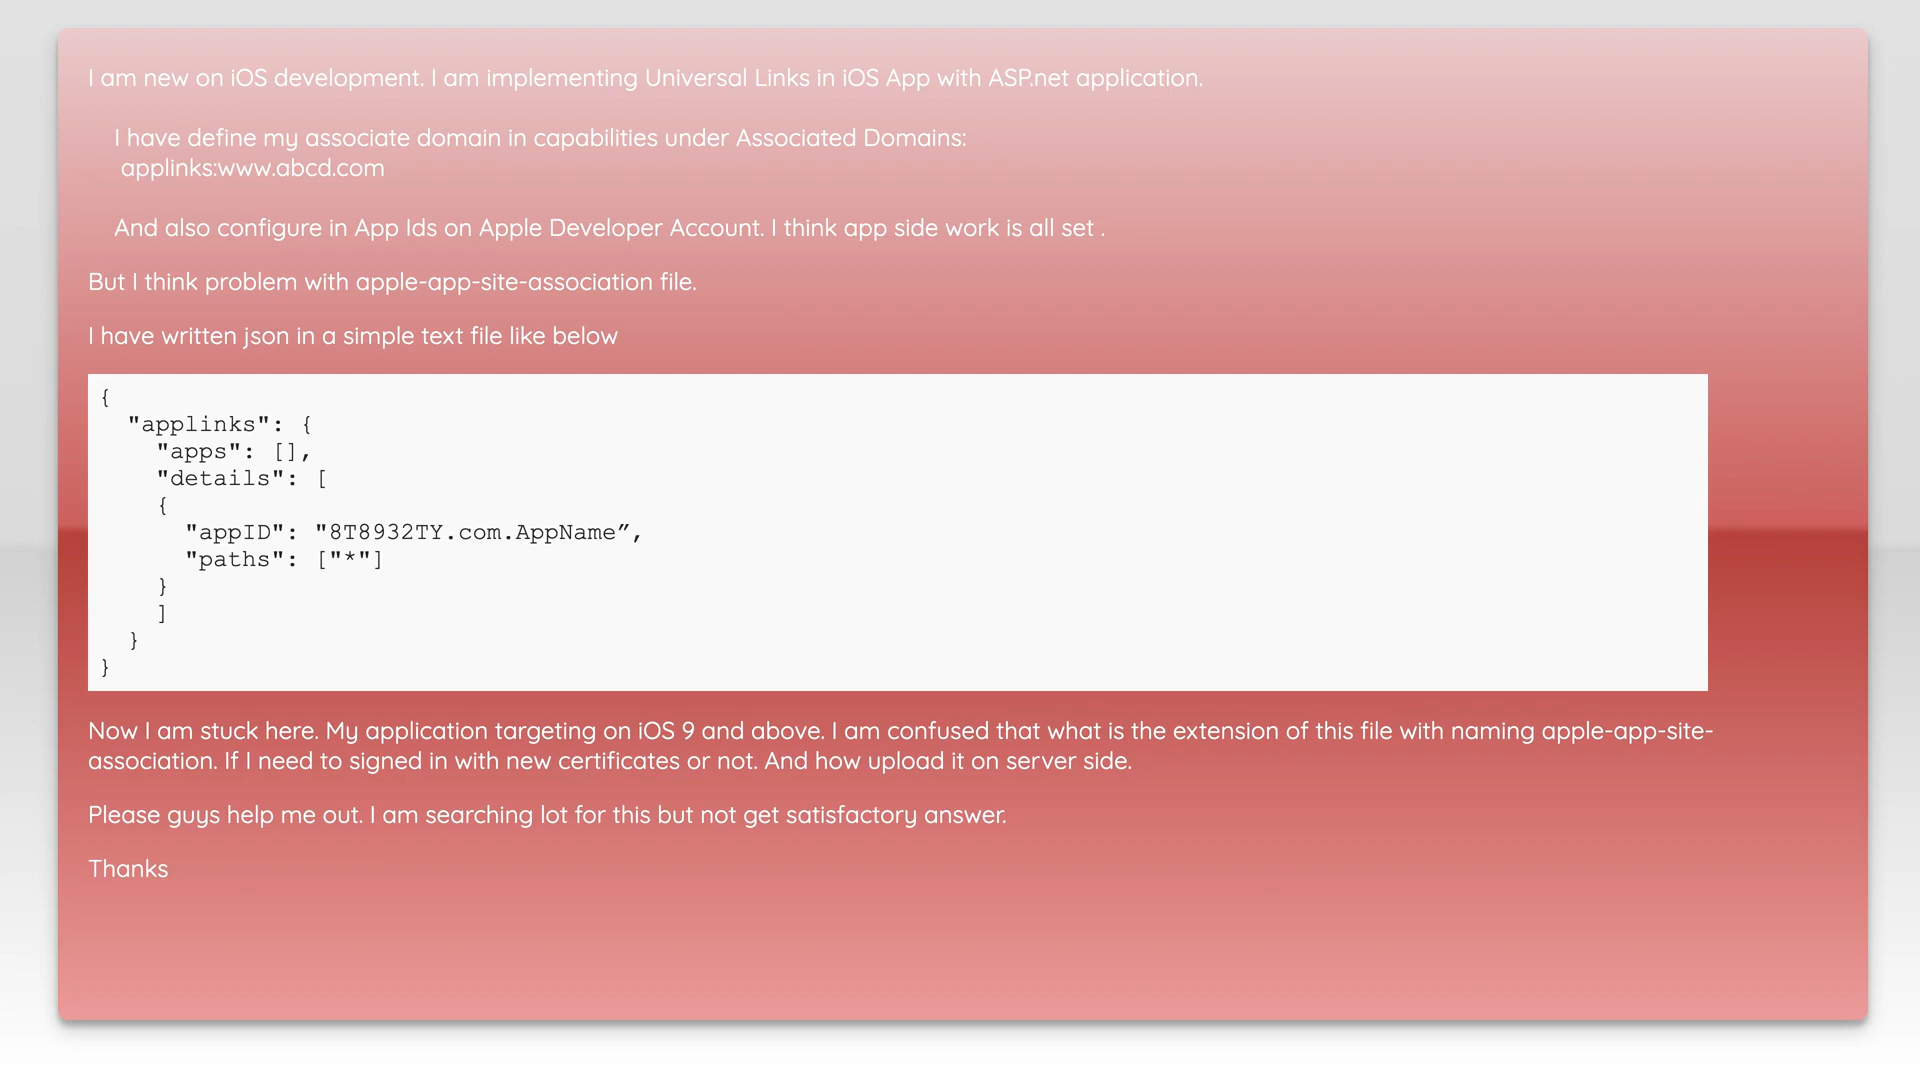 I am new on iOS development. I am implementing Universal Links in iOS App with ASP.net application.
I have define my associate domain in capabilities under Associated Domains:
applinks:www.abcd.com
And also configure in App Ids on Apple Developer Account. I think app side work is all set .
But I think problem with apple-app-site-association file.
I have written json in a simple text file like below
{
  "applinks": {
    "apps": [],
    "details": [
    {
      "appID": "8T8932TY.com.AppName”,
      "paths": ["*"]
    }
    ]
  }
}
Now I am stuck here. My application targeting on iOS 9 and above. I am confused that what is the extension of this file with naming apple-app-site-
association. If I need to signed in with new certificates or not. And how upload it on server side.
Please guys help me out. I am searching lot for this but not get satisfactory answer.
Thanks